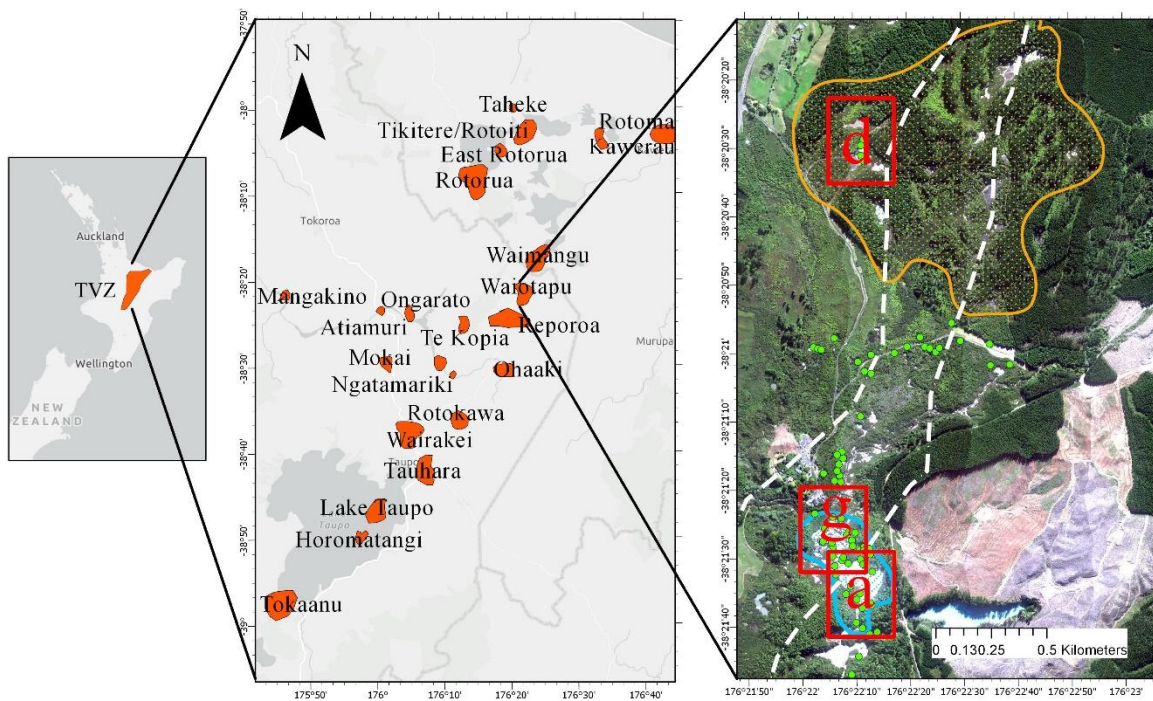 Auckland
TVZ
Wellington
NEW
ZEALAND
-37°50'
-38°
-38°10'
-38°20'
-38°30'
-38°40'
-38°50'
-39°
N
Taheke
Tikitere/Rotoiti
Rotoma
East Rotorua
Kawerau
Rotorua
Tokoroa
Waimangu
Waiotapu
Mangakino
Ongarato
Atiamuri
Reporoa
Te Kopia
Murupa
Mokai
Ohaaki
Ngatamariki
Rotokawa
Wairakei
Taupo
Tauhara
Lake Taupo
Taupo
Horomatangi
Tokaanu
175°50' 176° 176°10' 176°20' 176°30' 176°40'
-38°20'20"
-38°20'30"
-38°20'40"
-38°20'50"
-38°21'
-38°21'10"
-38°21'20"
-38°21'30"
-38°21'40"
d
g
a
0 0.13 0.25 0.5 Kilometers
176°21'50" 176°22' 176°22'10" 176°22'20" 176°22'30" 176°22'40" 176°22'50" 176°23'